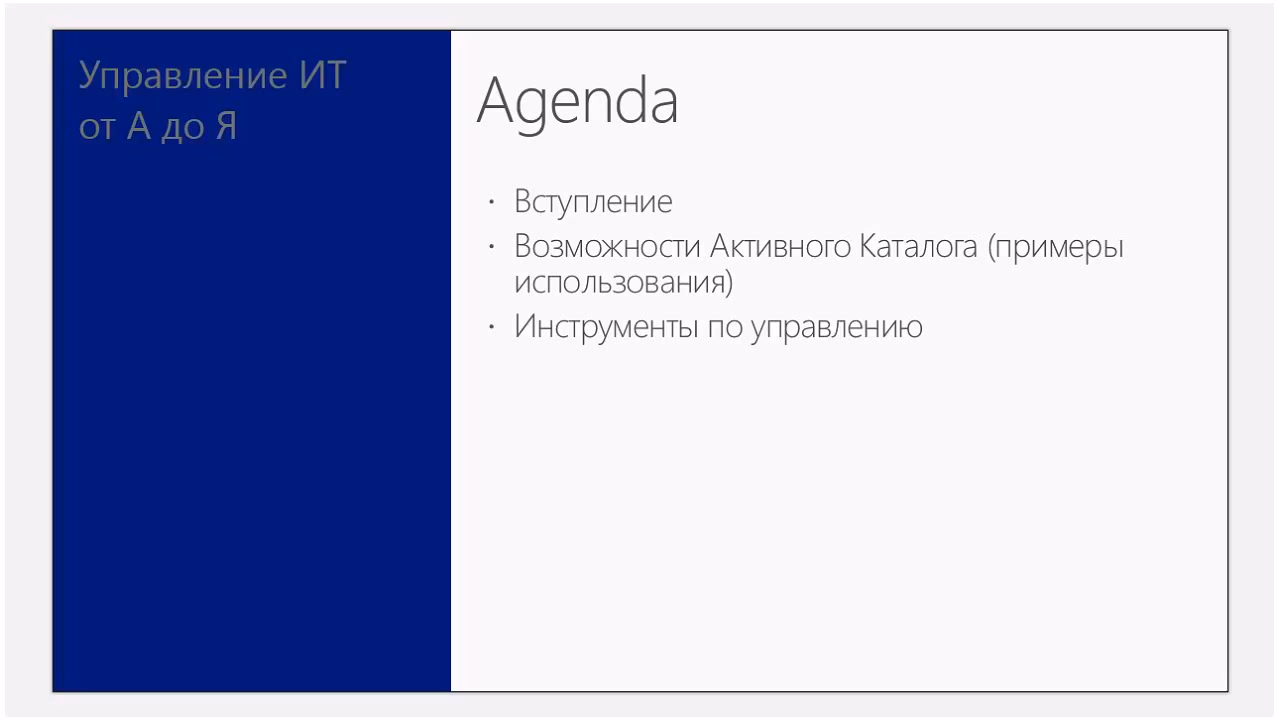 Управление ИТ
от А до Я
Agenda
· Вступление
· Возможности Активного Каталога (примеры
использования)
· Инструменты по управлению